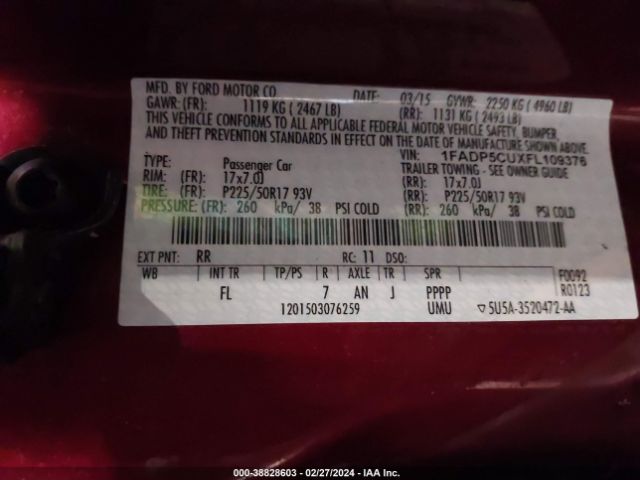 MFD. BY FORD MOTOR CO.
DATE: 03/15 GVWR: 2250 KG ( 4960 LB)
GAWR: (FR): 1119 KG ( 2467 LB) (RR): 1131 KG ( 2493 LB)
THIS VEHICLE CONFORMS TO ALL APPLICABLE FEDERAL MOTOR VEHICLE SAFETY, BUMPER,
AND THEFT PREVENTION STANDARDS IN EFFECT ON THE DATE OF MANUFACTURE SHOWN ABOVE.
VIN: 1FADP5CUXFL109376
TYPE: Passenger Car TRAILER TOWING - SEE OWNER GUIDE
RIM: (FR): 17x7.0J (RR): 17x7.0J
TIRE: (FR): P225/50R17 93V (RR): P225/50R17 93V
PRESSURE: (FR): 260 kPa/ 38 PSI COLD (RR): 260 kPa/ 38 PSI COLD
EXT PNT: RR RC: 11 DSO:
WB INT TR TP/PS R AXLE TR SPR F0092
FL 7 AN J PPPP R0123
1201503076259 UMU ▽5U5A-3520472-AA
000-38828603 - 02/27/2024 - IAA Inc.